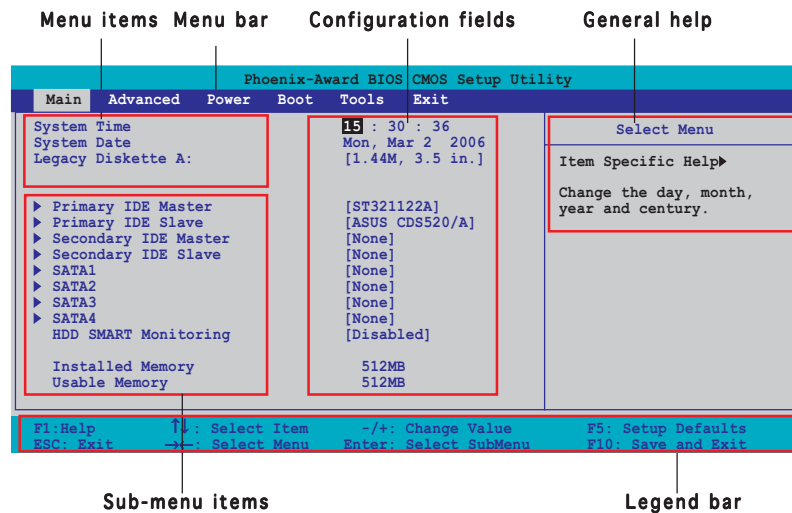 Menu items Menu bar Configuration fields General help
Phoenix-Award BIOS CMOS Setup Utility
Main Advanced Power Boot Tools Exit
System Time 15 : 30 : 36
System Date Mon, Mar 2 2006
Legacy Diskette A: [1.44M, 3.5 in.]
Primary IDE Master [ST321122A]
Primary IDE Slave [ASUS CDS520/A]
Secondary IDE Master [None]
Secondary IDE Slave [None]
SATA1 [None]
SATA2 [None]
SATA3 [None]
SATA4 [None]
HDD SMART Monitoring [Disabled]
Installed Memory 512MB
Usable Memory 512MB
Select Menu
Item Specific Help▶
Change the day, month,
year and century.
F1:Help ↑↓: Select Item -/+: Change Value F5: Setup Defaults
ESC: Exit →←: Select Menu Enter: Select SubMenu F10: Save and Exit
Sub-menu items Legend bar